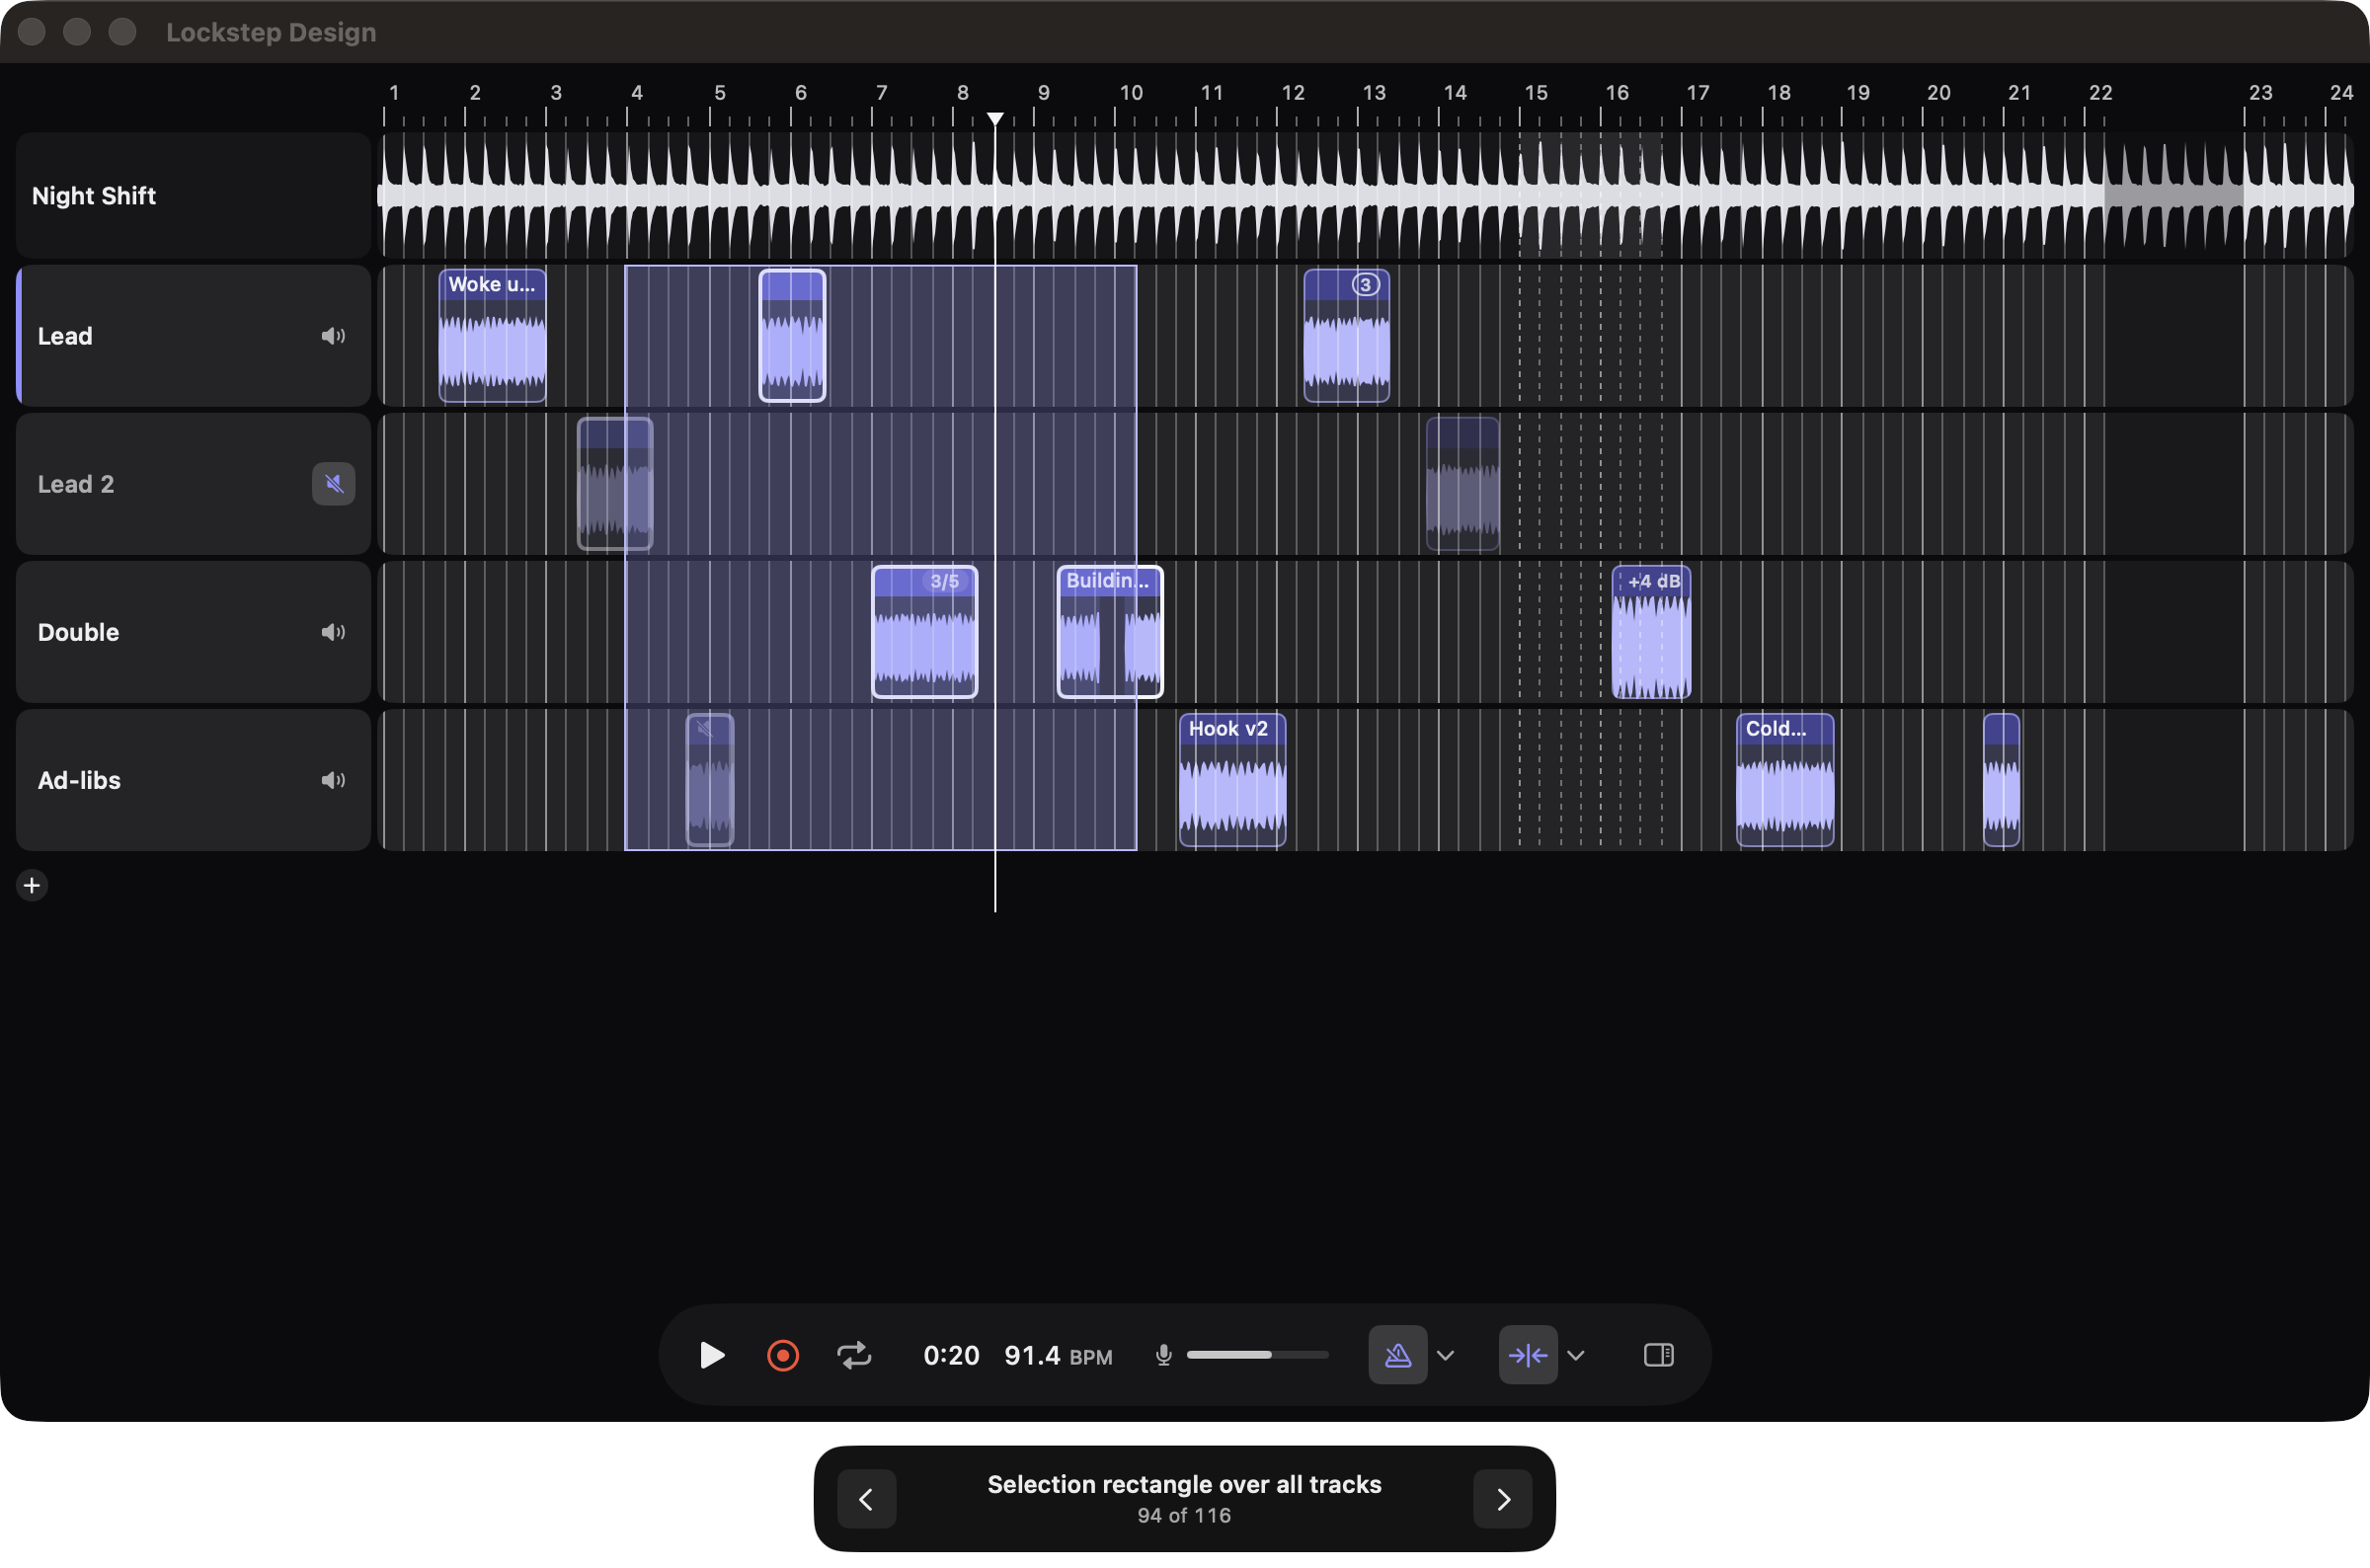 Lockstep Design
1 2 3 4 5 6 7 8 9 10 11 12 13 14 15 16 17 18 19 20 21 22 23 24
Night Shift
Woke u...
3
Lead
Lead 2
3/5
Buildin...
+4 dB
Double
Hook v2
Cold...
Ad-libs
0:20 91.4 BPM
Selection rectangle over all tracks
94 of 116